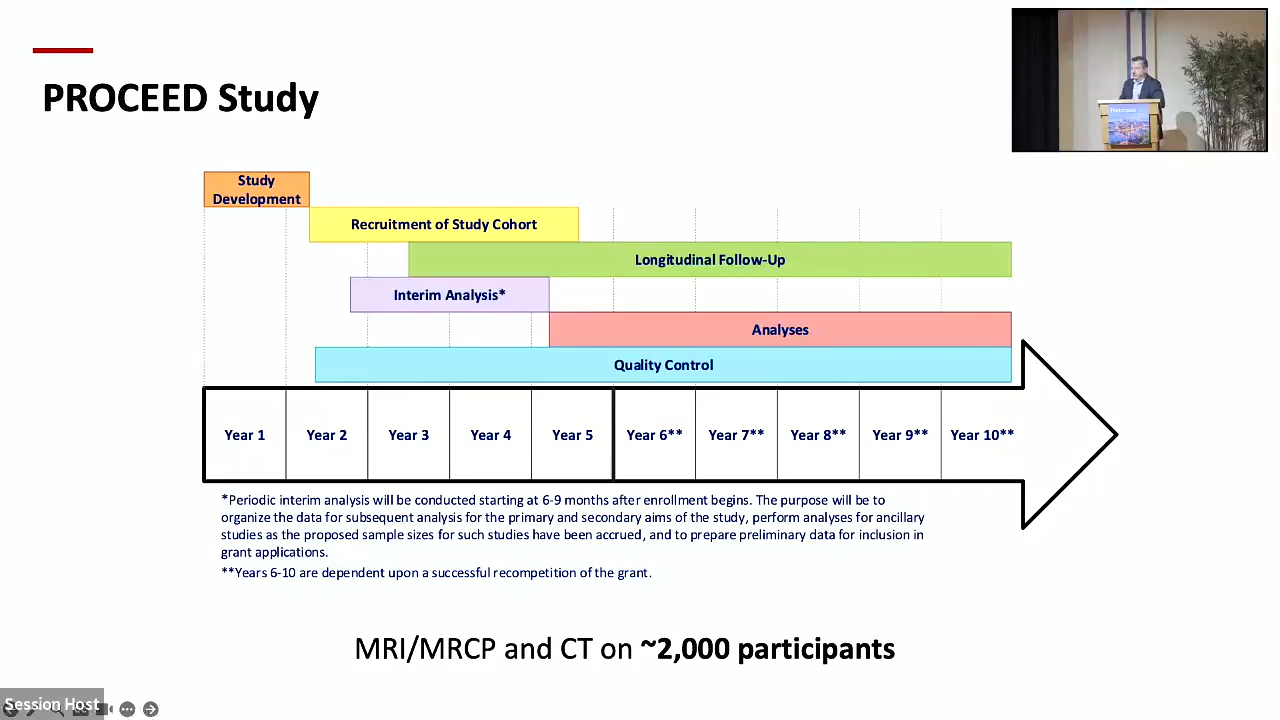 PROCEED Study
Study
Development
Recruitment of Study Cohort
Longitudinal Follow-Up
Interim Analysis*
Analyses
Quality Control
Year 1
Year 2
Year 3
Year 4
Year 5
Year 6**
Year 7**
Year 8**
Year 9**
Year 10**
*Periodic interim analysis will be conducted starting at 6-9 months after enrollment begins. The purpose will be to
organize the data for subsequent analysis for the primary and secondary aims of the study, perform analyses for ancillary
studies as the proposed sample sizes for such studies have been accrued, and to prepare preliminary data for inclusion in
grant applications.
**Years 6-10 are dependent upon a successful recompetition of the grant.
MRI/MRCP and CT on ~2,000 participants
Session Host